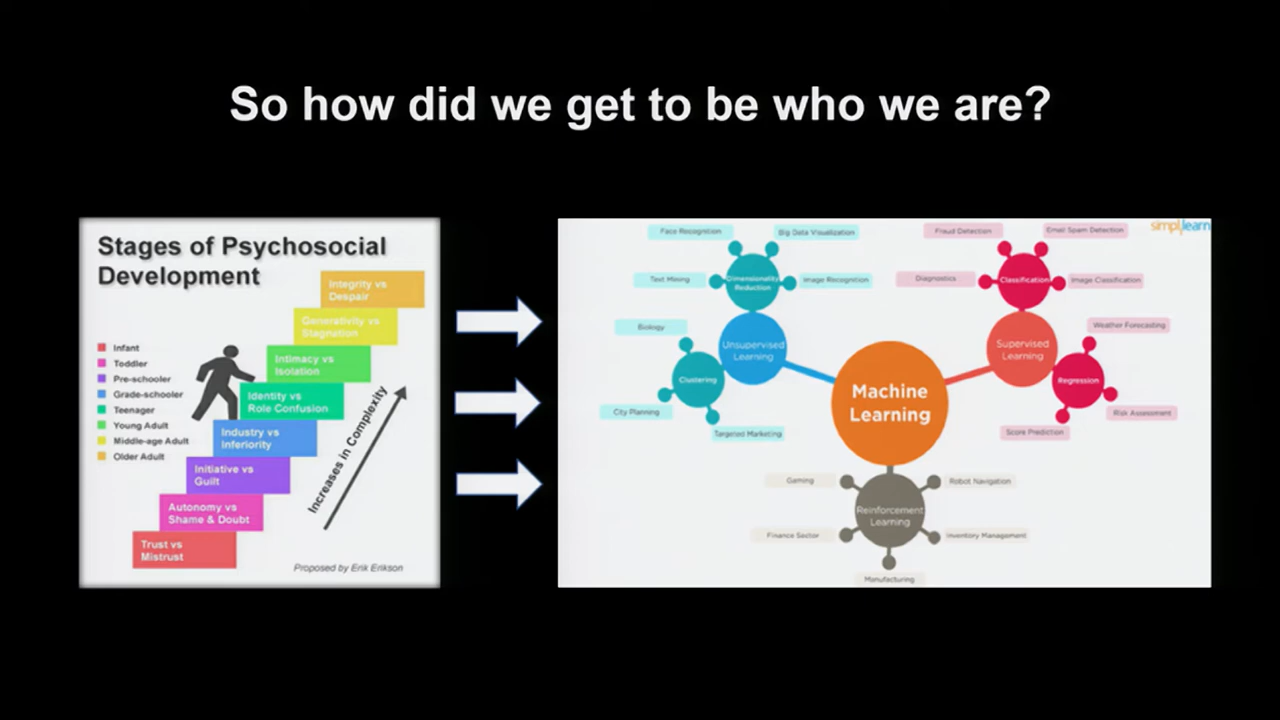 So how did we get to be who we are?
Stages of Psychosocial
Development
Integrity vs
Despair
Generativity vs
Stagnation
Intimacy vs
Isolation
Identity vs
Role Confusion
Industry vs
Inferiority
Initiative vs
Guilt
Autonomy vs
Shame & Doubt
Trust vs
Mistrust
Infant
Toddler
Pre-schooler
Grade-schooler
Teenager
Young Adult
Middle-age Adult
Older Adult
Increases in Complexity
Proposed by Erik Erikson
simplilearn
Face Recognition
Big Data Visualization
Text Mining
Dimensionality
Reduction
Image Recognition
Biology
Unsupervised
Learning
Clustering
City Planning
Targeted Marketing
Machine
Learning
Fraud Detection
Email Spam Detection
Diagnostics
Classification
Image Classification
Supervised
Learning
Weather Forecasting
Regression
Risk Assessment
Score Prediction
Gaming
Robot Navigation
Reinforcement
Learning
Finance Sector
Inventory Management
Manufacturing